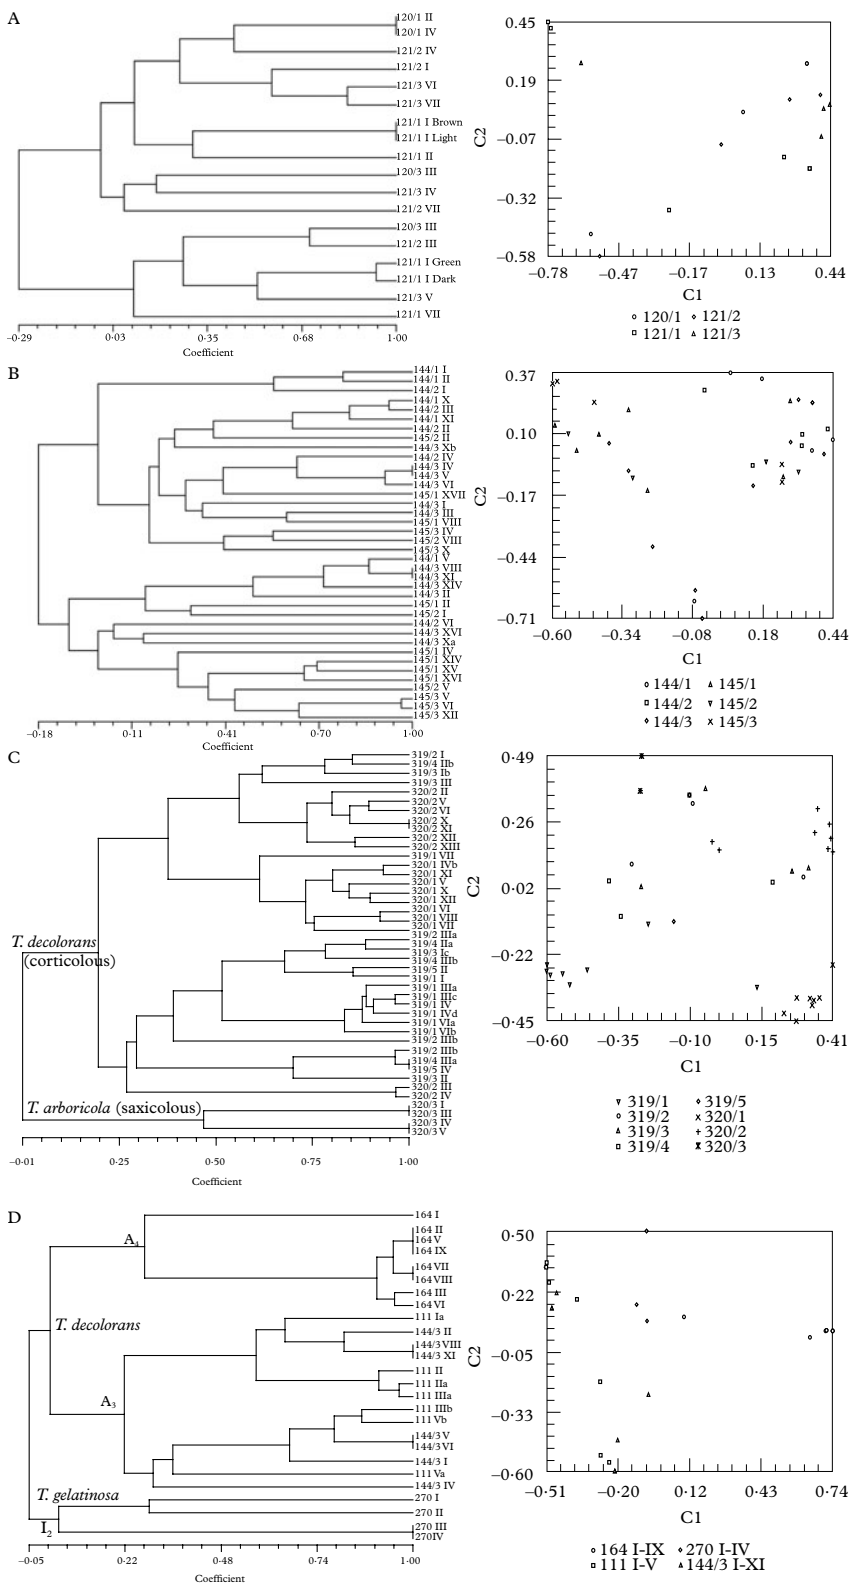 A
120/1 II
120/1 IV
121/2 IV
121/2 I
121/3 VI
121/3 VII
121/1 I Brown
121/1 I Light
121/1 II
120/3 III
121/3 IV
121/2 VII
120/3 III
121/2 III
121/1 I Green
121/1 I Dark
121/3 V
121/1 VII
−0·29 0·03 0·35 0·68 1·00
Coefficient
0.45
0.19
−0.07
−0.32
−0.58
C2
−0.78 −0.47 −0.17 0.13 0.44
C1
120/1 121/2
121/1 121/3
B
144/1 I
144/1 II
144/2 I
144/1 X
144/2 III
144/1 XI
144/2 II
145/2 II
144/3 Xb
144/2 IV
144/3 IV
144/3 V
144/3 VI
145/1 XVII
144/3 I
144/3 III
145/1 VIII
145/3 IV
145/2 VIII
145/3 X
144/1 V
144/3 VIII
144/3 XI
144/3 XIV
144/3 II
145/1 II
145/2 I
144/2 VI
144/3 XVI
144/3 Xa
145/1 IV
145/1 XIV
145/1 XV
145/1 XVI
145/2 V
145/3 V
145/3 VI
145/3 XII
−0·18 0·11 0·41 0·70 1·00
Coefficient
0.37
0.10
−0.17
−0.44
−0.71
C2
−0.60 −0.34 −0.08 0.18 0.44
C1
144/1 145/1
144/2 145/2
144/3 145/3
C
319/2 I
319/4 IIb
319/3 Ib
319/3 III
320/2 II
320/2 V
320/2 VI
320/2 X
320/2 XI
320/2 XII
320/2 XIII
319/1 VII
320/1 IVb
320/1 XI
320/1 V
320/1 X
320/1 XII
320/1 VI
320/1 VIII
320/1 VII
319/2 IIIa
319/4 IIa
319/3 Ic
319/4 IIIb
319/5 II
319/1 I
319/1 IIIa
319/1 IIIc
319/1 IV
319/1 IVd
319/1 VIa
319/1 VIb
319/2 IIIb
319/2 IIIb
319/4 IIIa
319/5 IV
319/3 II
320/2 III
320/2 IV
320/3 I
320/3 III
320/3 IV
320/3 V
T. decolorans
(corticolous)
T. arboricola (saxicolous)
−0·01 0·25 0·50 0·75 1·00
Coefficient
0·49
0·26
0·02
−0·22
−0·45
C2
−0·60 −0·35 −0·10 0·15 0·41
C1
319/1 319/5
319/2 320/1
319/3 320/2
319/4 320/3
D
164 I
164 II
164 V
164 IX
164 VII
164 VIII
164 III
164 VI
111 Ia
144/3 II
144/3 VIII
144/3 XI
111 II
111 IIa
111 IIIa
111 IIIb
111 Vb
144/3 V
144/3 VI
144/3 I
111 Va
144/3 IV
270 I
270 II
270 III
270 IV
A4
T. decolorans
A3
T. gelatinosa
I2
−0·05 0·22 0·48 0·74 1·00
Coefficient
0·50
0·22
−0·05
−0·33
−0·60
C2
−0·51 −0·20 0·12 0·43 0·74
C1
164 I-IX 270 I-IV
111 I-V 144/3 I-XI